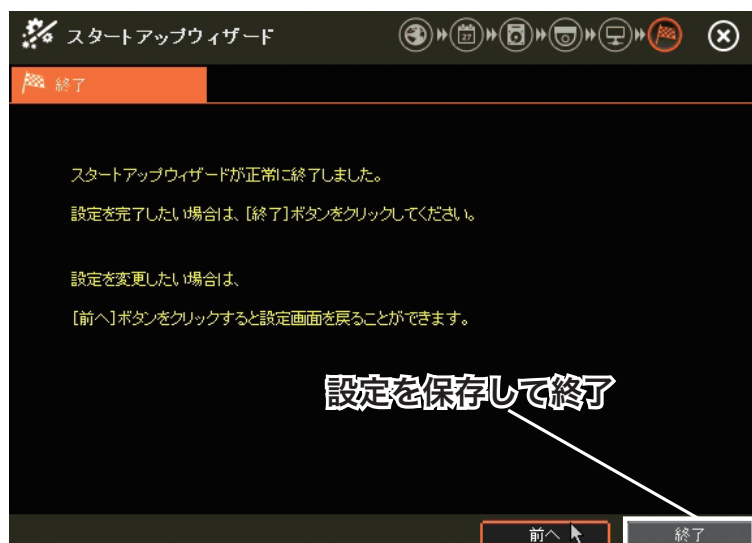 スタートアップウィザード
27
終了
スタートアップウィザードが正常に終了しました。
設定を完了したい場合は、[終了]ボタンをクリックしてください。
設定を変更したい場合は、
[前へ]ボタンをクリックすると設定画面を戻ることができます。
設定を保存して終了
前へ
終了